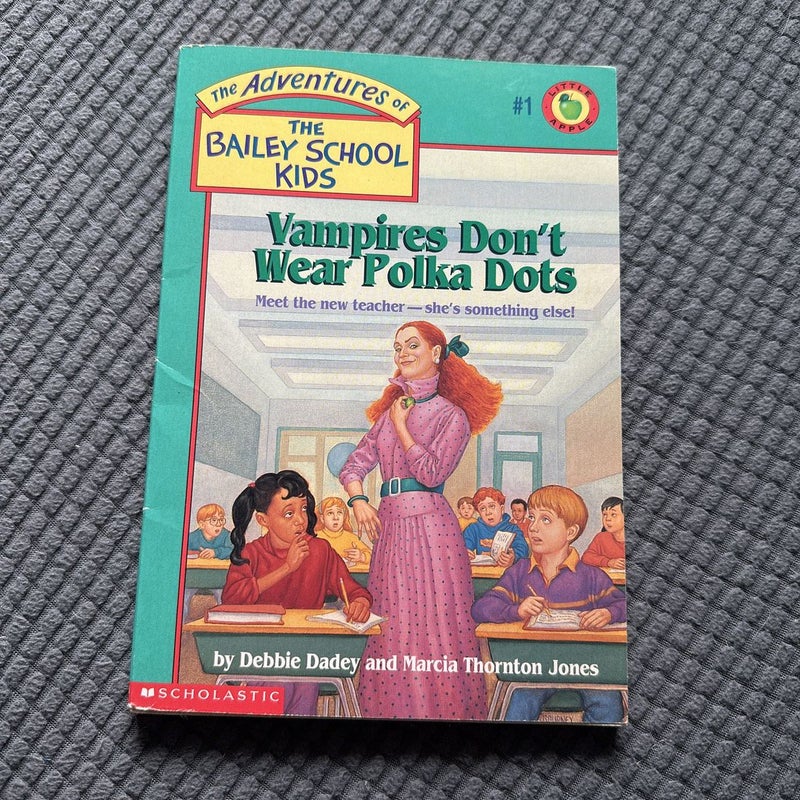 The Adventures of
THE
BAILEY SCHOOL
KIDS
#1
LITTLE
APPLE
Vampires Don't
Wear Polka Dots
Meet the new teacher — she's something else!
by Debbie Dadey and Marcia Thornton Jones
SCHOLASTIC